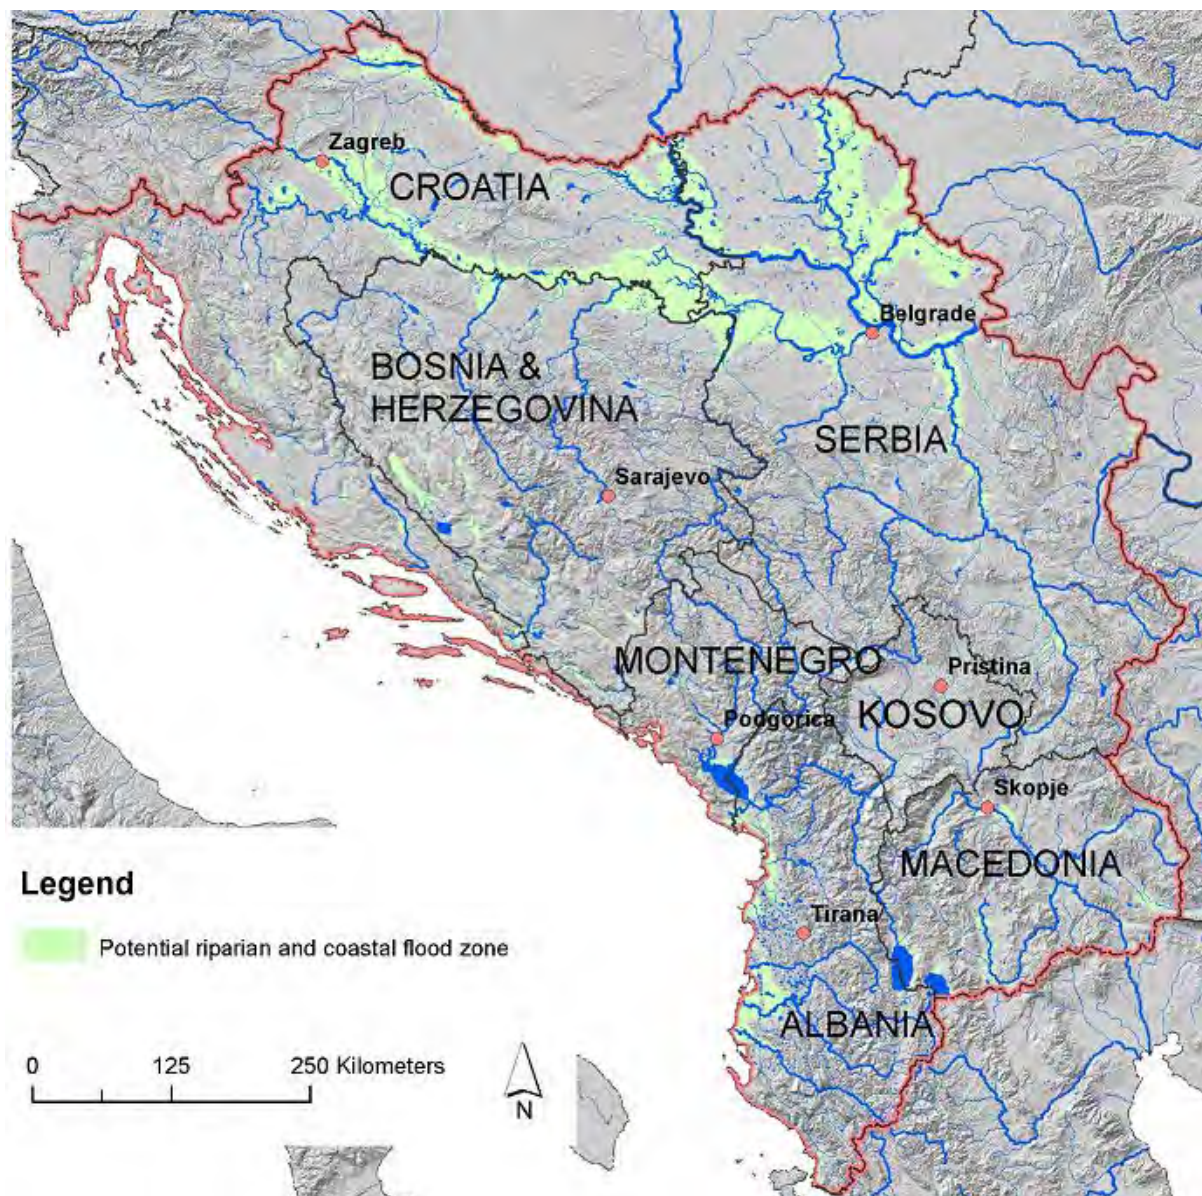 Zagreb
CROATIA
Belgrade
BOSNIA &
HERZEGOVINA
SERBIA
Sarajevo
MONTENEGRO
Pristina
KOSOVO
Podgorica
Skopje
MACEDONIA
Legend
Tirana
Potential riparian and coastal flood zone
ALBANIA
0 125 250 Kilometers
N